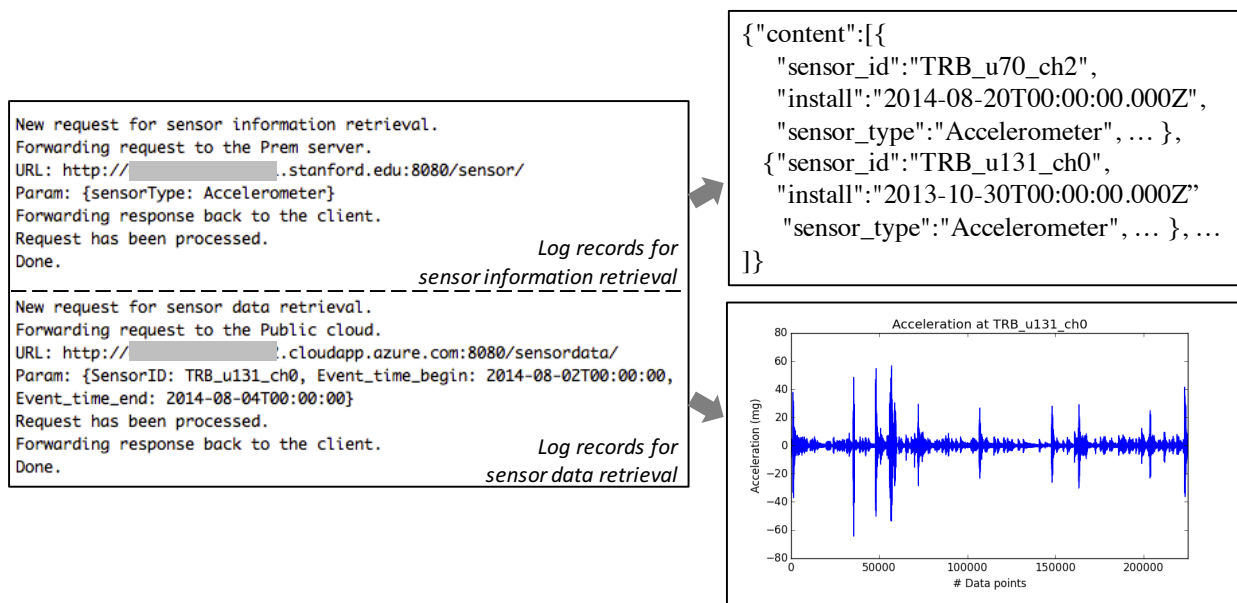 New request for sensor information retrieval.
Forwarding request to the Prem server.
URL: http:// .stanford.edu:8080/sensor/
Param: {sensorType: Accelerometer}
Forwarding response back to the client.
Request has been processed.
Done.
Log records for
sensor information retrieval
New request for sensor data retrieval.
Forwarding request to the Public cloud.
URL: http:// .cloudapp.azure.com:8080/sensordata/
Param: {SensorID: TRB_u131_ch0, Event_time_begin: 2014-08-02T00:00:00,
Event_time_end: 2014-08-04T00:00:00}
Request has been processed.
Forwarding response back to the client.
Done.
Log records for
sensor data retrieval
{"content":[{
"sensor_id":"TRB_u70_ch2",
"install":"2014-08-20T00:00:00.000Z",
"sensor_type":"Accelerometer", … },
{"sensor_id":"TRB_u131_ch0",
"install":"2013-10-30T00:00:00.000Z”
"sensor_type":"Accelerometer", … }, …
]}
Acceleration at TRB_u131_ch0
Acceleration (mg)
80
60
40
20
0
−20
−40
−60
−80
0 50000 100000 150000 200000
# Data points